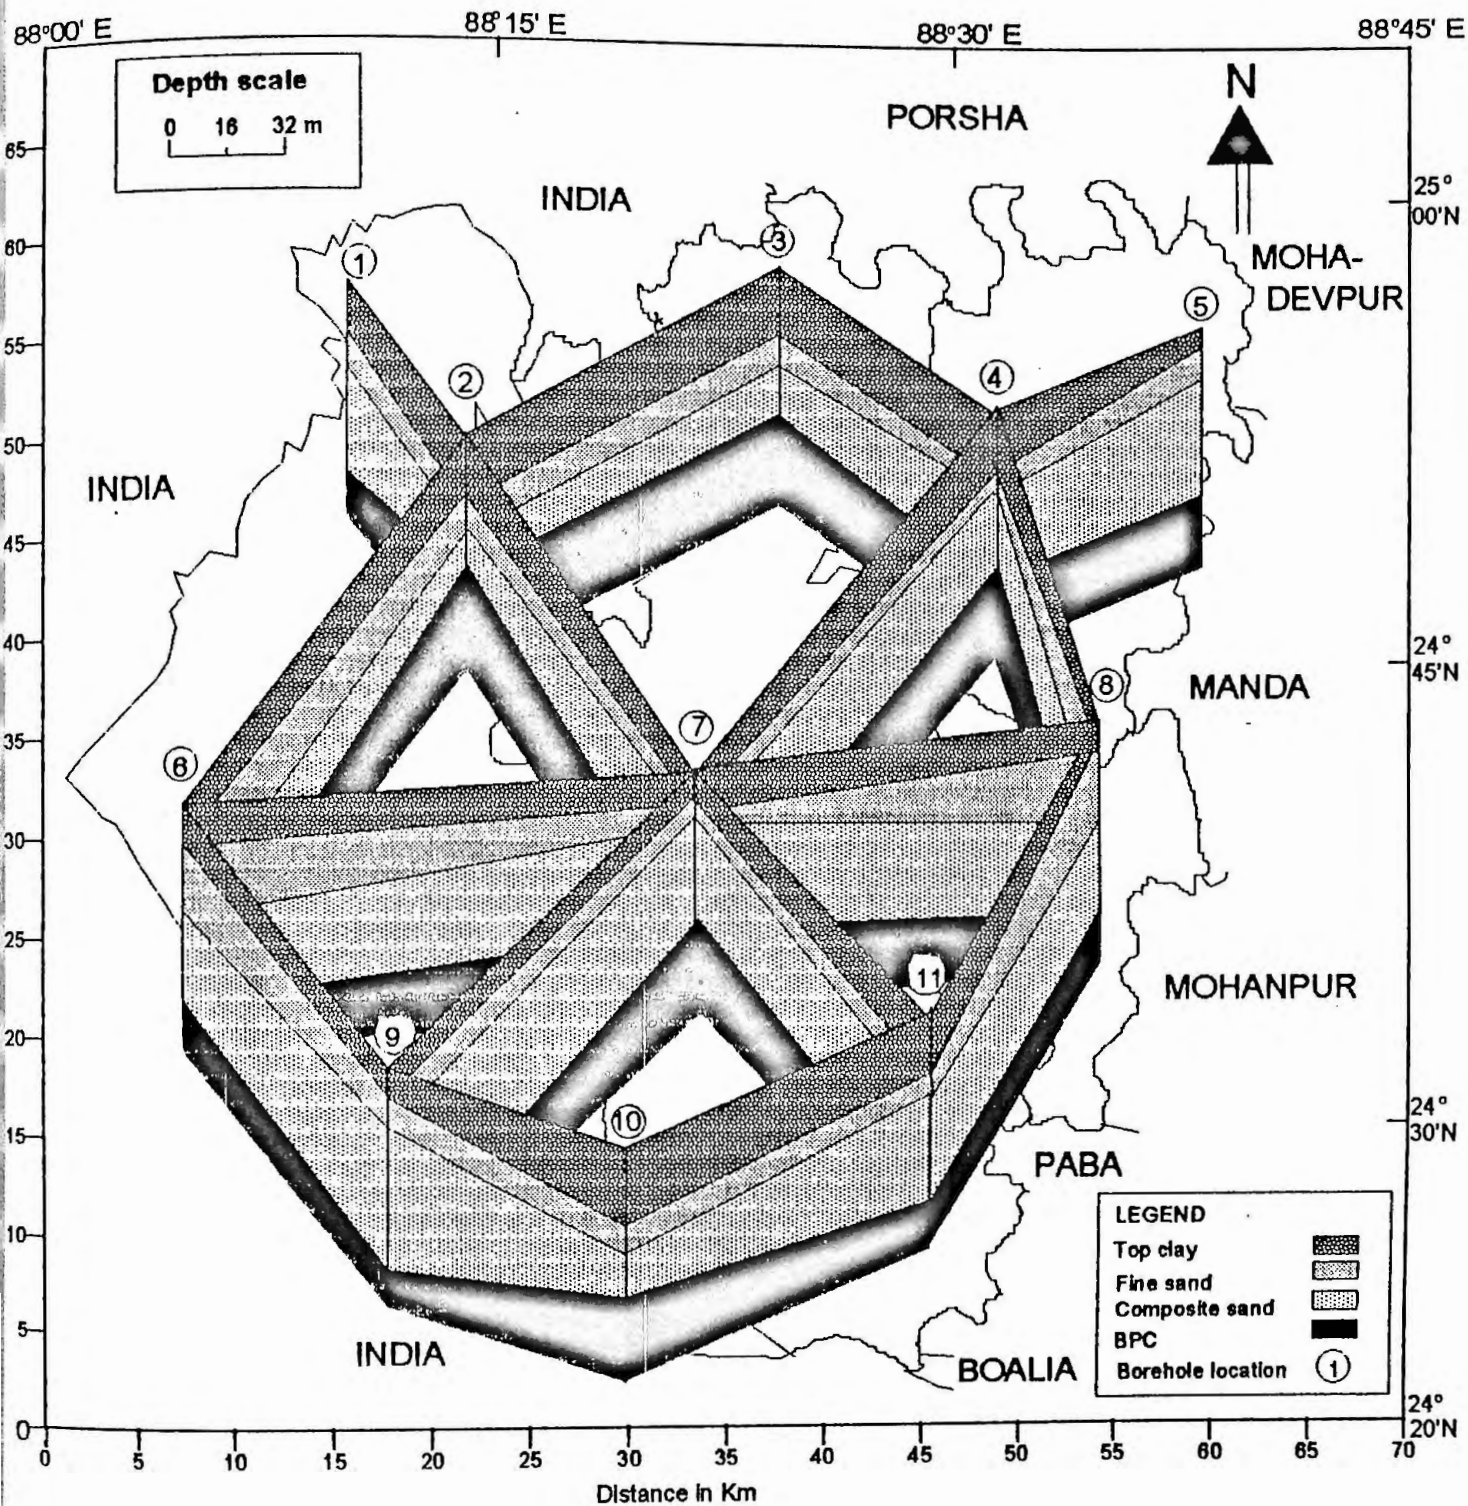 88°00' E 88°15' E 88°30' E 88°45' E
Depth scale
0 16 32 m
N
PORSHA
INDIA
25°
00'N
MOHA-
DEVPUR
65
60
55
50
45
40
35
30
25
20
15
10
5
0
1
2
3
4
5
INDIA
24°
45'N
MANDA
6
7
8
MOHANPUR
9
10
11
24°
30'N
PABA
INDIA
BOALIA
LEGEND
Top clay
Fine sand
Composite sand
BPC
Borehole location 1
24°
20'N
0 5 10 15 20 25 30 35 40 45 50 55 60 65 70
Distance in Km